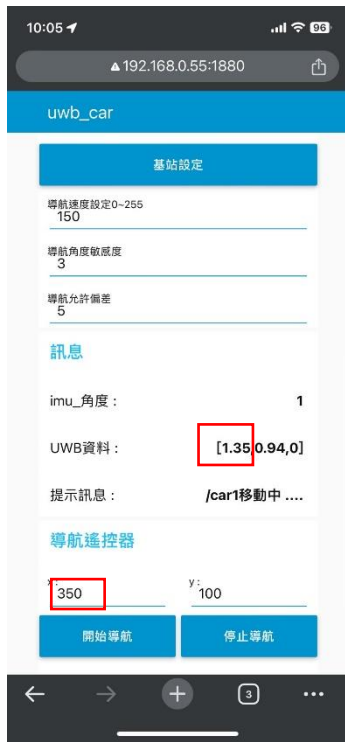 10:05
96
192.168.0.55:1880
uwb_car
基站設定
導航速度設定0~255
150
導航角度敏感度
3
導航允許偏差
5
訊息
imu_角度 : 1
UWB資料 : [1.35,0.94,0]
提示訊息 : /car1移動中 ....
導航遙控器
x : y :
350 100
開始導航 停止導航
3